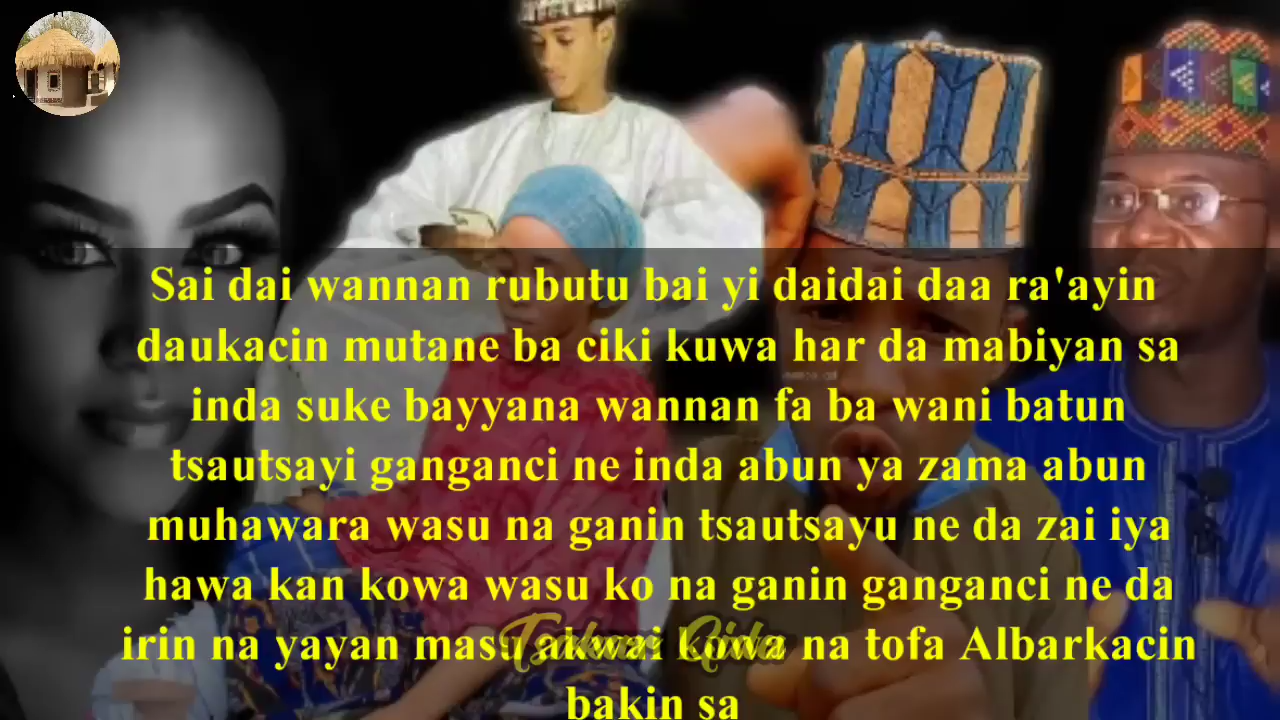 Sai dai wannan rubutu bai yi daidai daa ra'ayin
daukacin mutane ba ciki kuwa har da mabiyan sa
inda suke bayyana wannan fa ba wani batun
tsautsayi ganganci ne inda abun ya zama abun
muhawara wasu na ganin tsautsayu ne da zai iya
hawa kan kowa wasu ko na ganin ganganci ne da
irin na yayan masu akwai kowa na tofa Albarkacin
bakin sa